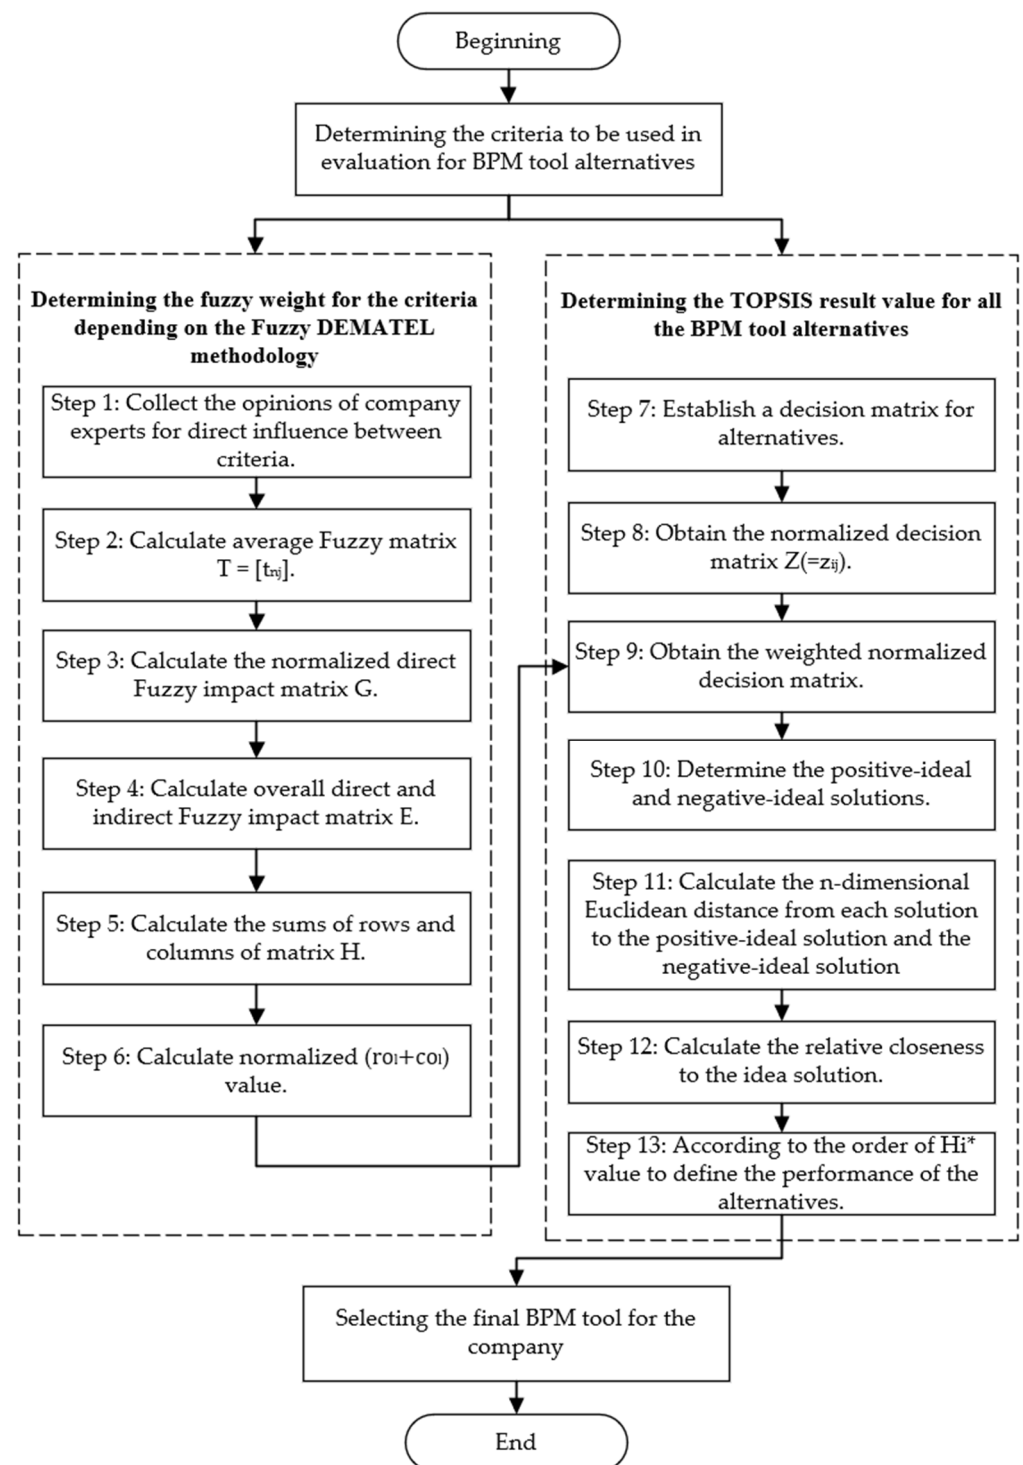 Beginning
Determining the criteria to be used in
evaluation for BPM tool alternatives
Determining the fuzzy weight for the criteria
depending on the Fuzzy DEMATEL
methodology
Step 1: Collect the opinions of company
experts for direct influence between
criteria.
Step 2: Calculate average Fuzzy matrix
T = [tnj].
Step 3: Calculate the normalized direct
Fuzzy impact matrix G.
Step 4: Calculate overall direct and
indirect Fuzzy impact matrix E.
Step 5: Calculate the sums of rows and
columns of matrix H.
Step 6: Calculate normalized (rol+col)
value.
Determining the TOPSIS result value for all
the BPM tool alternatives
Step 7: Establish a decision matrix for
alternatives.
Step 8: Obtain the normalized decision
matrix Z(=zij).
Step 9: Obtain the weighted normalized
decision matrix.
Step 10: Determine the positive-ideal
and negative-ideal solutions.
Step 11: Calculate the n-dimensional
Euclidean distance from each solution
to the positive-ideal solution and the
negative-ideal solution
Step 12: Calculate the relative closeness
to the idea solution.
Step 13: According to the order of Hi*
value to define the performance of the
alternatives.
Selecting the final BPM tool for the
company
End